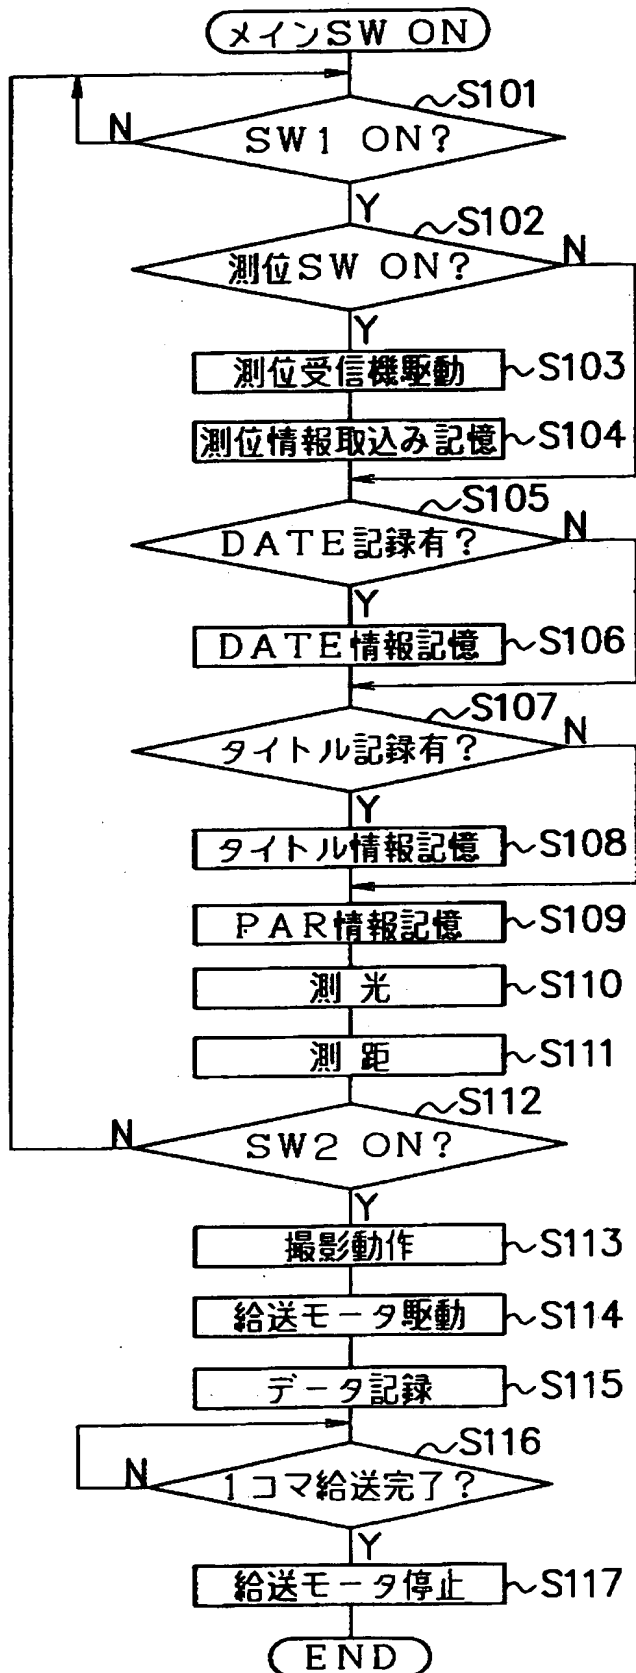 メインSW ON
S101
N
SW1 ON?
Y
S102
測位SW ON?
N
Y
測位受信機駆動
S103
測位情報取込み記憶
S104
S105
DATE記録有?
N
Y
DATE情報記憶
S106
S107
タイトル記録有?
N
Y
タイトル情報記憶
S108
PAR情報記憶
S109
測光
S110
測距
S111
S112
N
SW2 ON?
Y
撮影動作
S113
給送モータ駆動
S114
データ記録
S115
S116
N
1コマ給送完了?
Y
給送モータ停止
S117
END